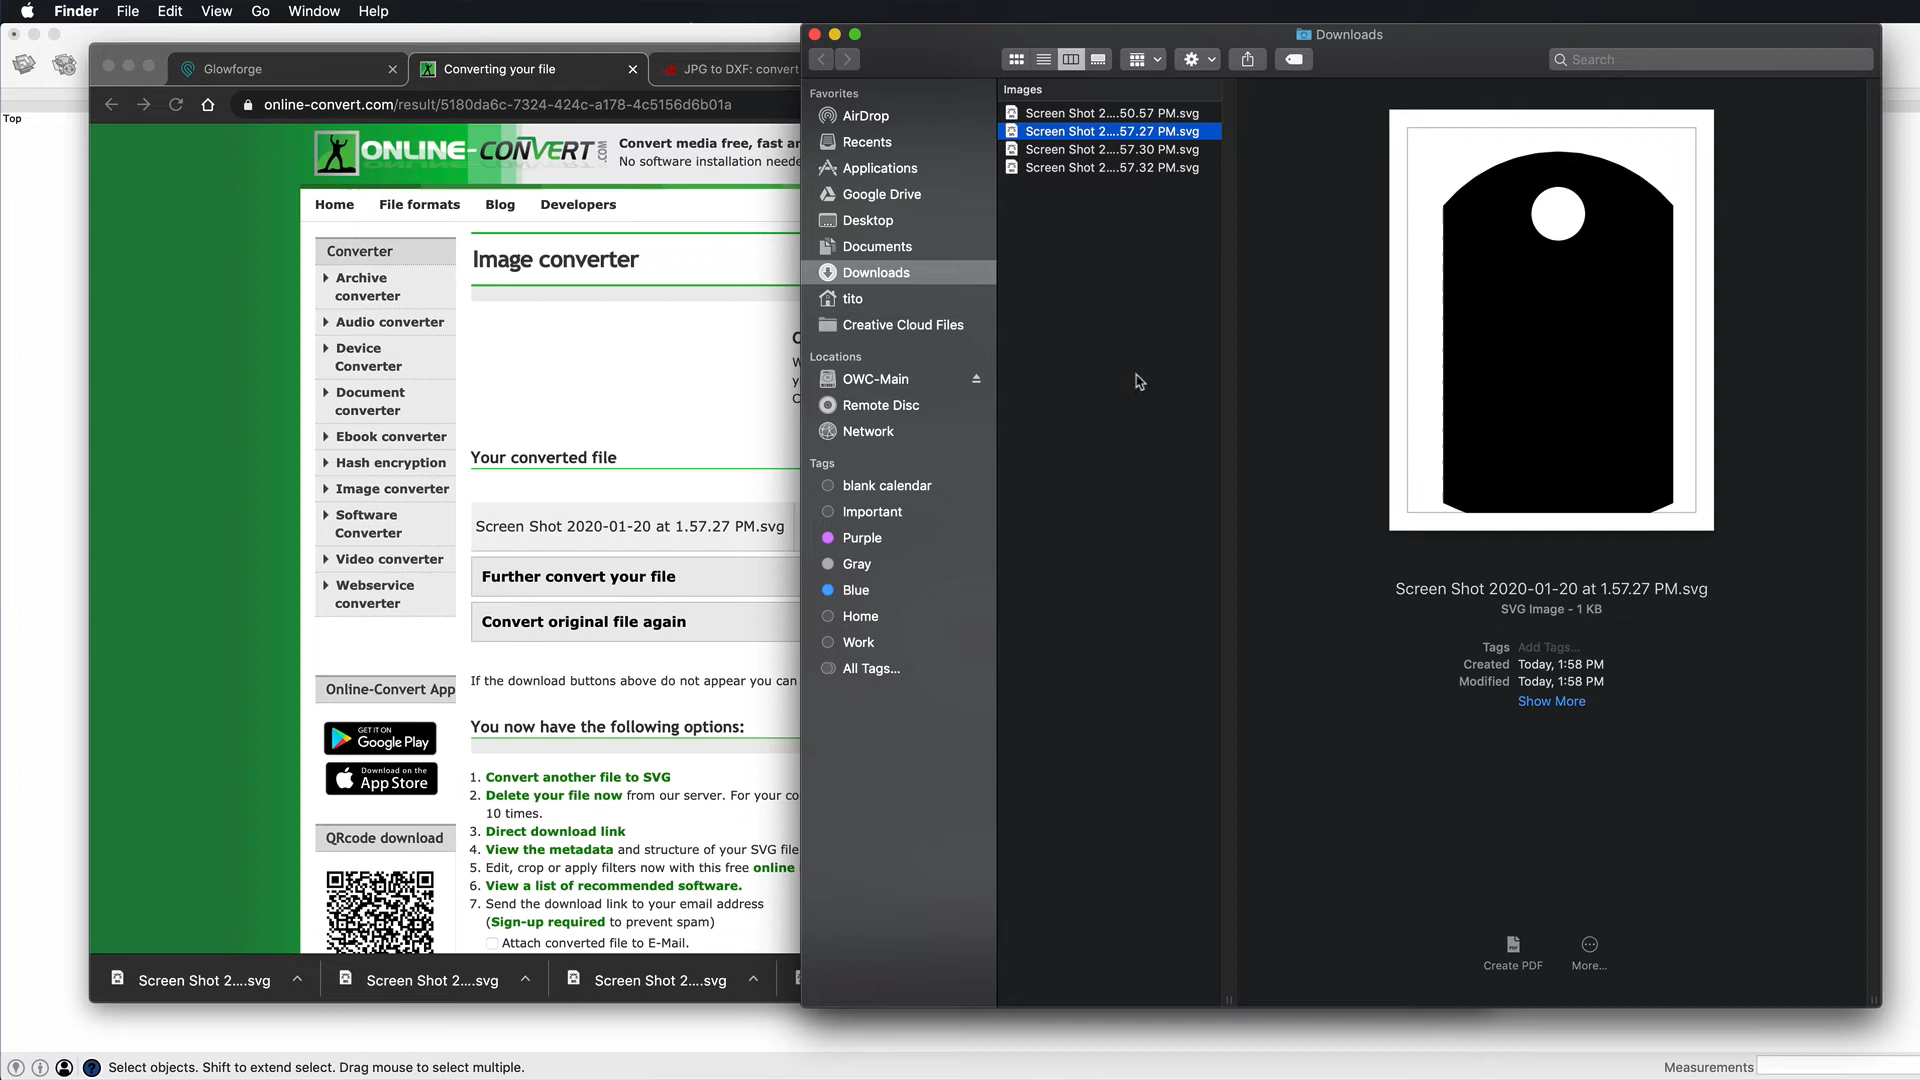 Finder File Edit View Go Window Help
Top
Glowforge
Converting your file
JPG to DXF: convert
online-convert.com/result/5180da6c-7324-424c-a178-4c5156d6b01a
ONLINE-CONVERT.COM
Convert media free, fast an
No software installation neede
Home File formats Blog Developers
Converter
Archive
converter
Audio converter
Device
Converter
Document
converter
Ebook converter
Hash encryption
Image converter
Software
Converter
Video converter
Webservice
converter
Online-Convert App
GET IT ON
Google Play
Download on the
App Store
QRcode download
Image converter
Your converted file
Screen Shot 2020-01-20 at 1.57.27 PM.svg
Further convert your file
Convert original file again
If the download buttons above do not appear you can
You now have the following options:
1. Convert another file to SVG
2. Delete your file now from our server. For your co
10 times.
3. Direct download link
4. View the metadata and structure of your SVG file
5. Edit, crop or apply filters now with this free online
6. View a list of recommended software.
7. Send the download link to your email address
(Sign-up required to prevent spam)
Attach converted file to E-Mail.
Screen Shot 2....svg
Screen Shot 2....svg
Screen Shot 2....svg
Downloads
Search
Favorites
AirDrop
Recents
Applications
Google Drive
Desktop
Documents
Downloads
tito
Creative Cloud Files
Locations
OWC-Main
Remote Disc
Network
Tags
blank calendar
Important
Purple
Gray
Blue
Home
Work
All Tags...
Images
Screen Shot 2....50.57 PM.svg
Screen Shot 2....57.27 PM.svg
Screen Shot 2....57.30 PM.svg
Screen Shot 2....57.32 PM.svg
Screen Shot 2020-01-20 at 1.57.27 PM.svg
SVG Image - 1 KB
Tags Add Tags...
Created Today, 1:58 PM
Modified Today, 1:58 PM
Show More
Create PDF
More...
Select objects. Shift to extend select. Drag mouse to select multiple.
Measurements